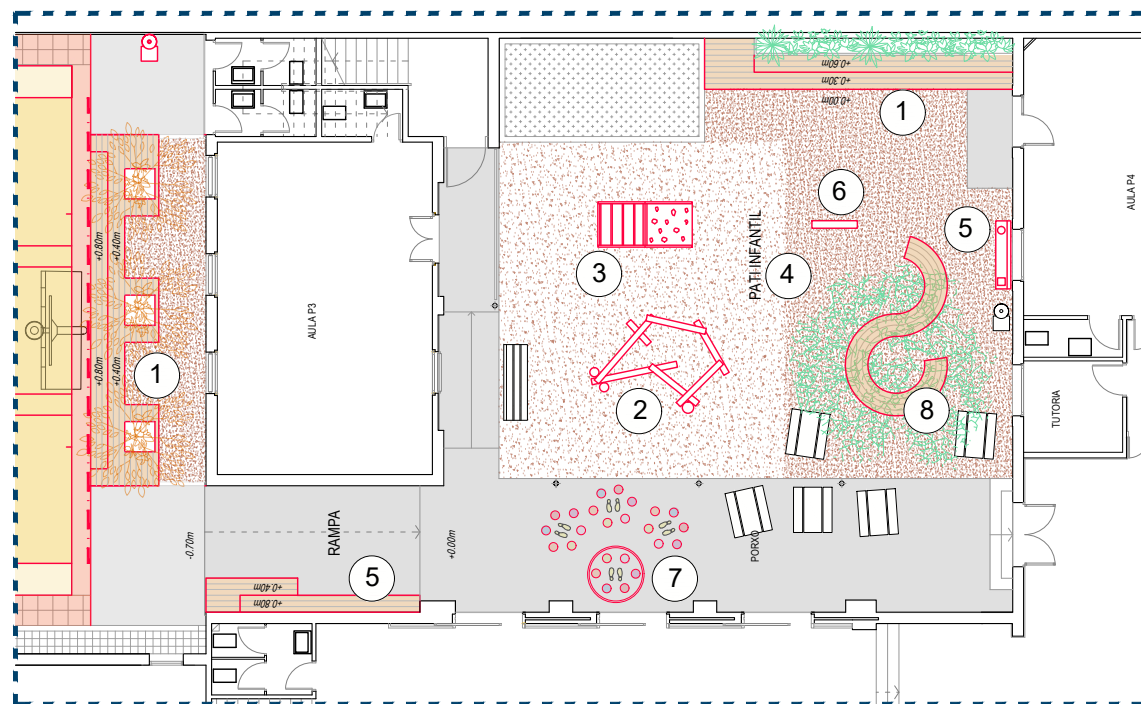 +0.60m
+0.30m
+0.00m
1
6
5
AULA P4
PATI INFANTIL
3
4
+0.80m
+0.40m
AULA P3
+0.80m
+0.40m
1
2
8
TUTORIA
-0.70m
RAMPA
+0.00m
PORXO
5
7
+0.40m
+0.80m